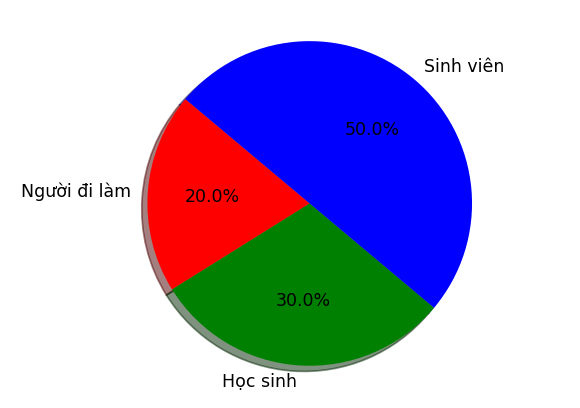 Sinh viên
50.0%
Người đi làm
20.0%
30.0%
Học sinh